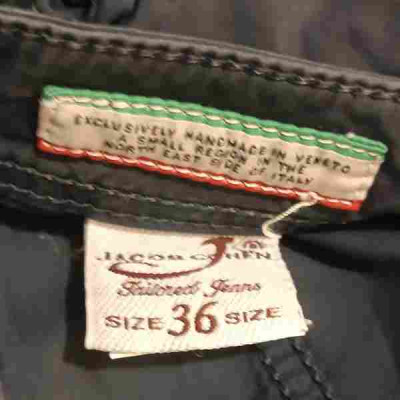 EXCLUSIVELY HANDMADE IN VENETO
SMALL REGION IN THE
NORTH EAST SIDE OF ITALY
JACOB COHEN
Tailored Jeans
SIZE 36 SIZE